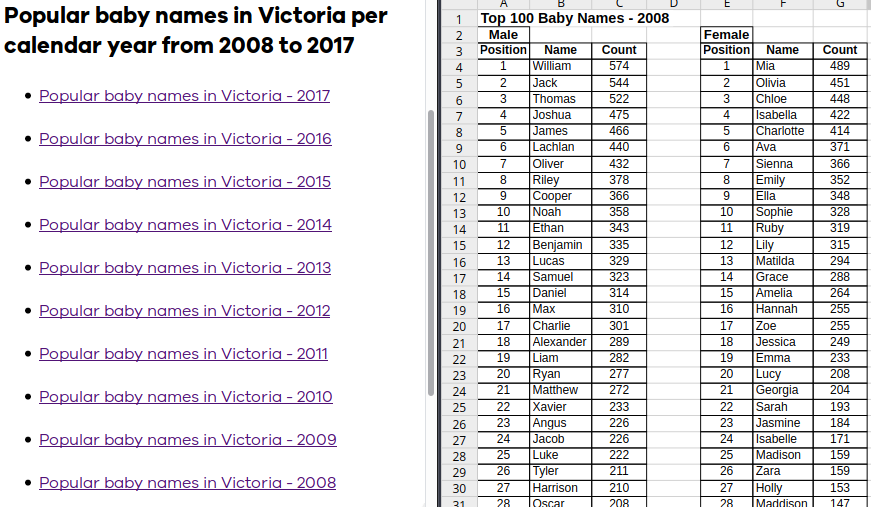 Popular baby names in Victoria per
calendar year from 2008 to 2017
Popular baby names in Victoria - 2017
Popular baby names in Victoria - 2016
Popular baby names in Victoria - 2015
Popular baby names in Victoria - 2014
Popular baby names in Victoria - 2013
Popular baby names in Victoria - 2012
Popular baby names in Victoria - 2011
Popular baby names in Victoria - 2010
Popular baby names in Victoria - 2009
Popular baby names in Victoria - 2008
A B C D E F G
1 Top 100 Baby Names - 2008
2 Male Female
3 Position Name Count Position Name Count
4 1 William 574 1 Mia 489
5 2 Jack 544 2 Olivia 451
6 3 Thomas 522 3 Chloe 448
7 4 Joshua 475 4 Isabella 422
8 5 James 466 5 Charlotte 414
9 6 Lachlan 440 6 Ava 371
10 7 Oliver 432 7 Sienna 366
11 8 Riley 378 8 Emily 352
12 9 Cooper 366 9 Ella 348
13 10 Noah 358 10 Sophie 328
14 11 Ethan 343 11 Ruby 319
15 12 Benjamin 335 12 Lily 315
16 13 Lucas 329 13 Matilda 294
17 14 Samuel 323 14 Grace 288
18 15 Daniel 314 15 Amelia 264
19 16 Max 310 16 Hannah 255
20 17 Charlie 301 17 Zoe 255
21 18 Alexander 289 18 Jessica 249
22 19 Liam 282 19 Emma 233
23 20 Ryan 277 20 Lucy 208
24 21 Matthew 272 21 Georgia 204
25 22 Xavier 233 22 Sarah 193
26 23 Angus 226 23 Jasmine 184
27 24 Jacob 226 24 Isabelle 171
28 25 Luke 222 25 Madison 159
29 26 Tyler 211 26 Zara 159
30 27 Harrison 210 27 Holly 153
31 28 Oscar 208 28 Maddison 147